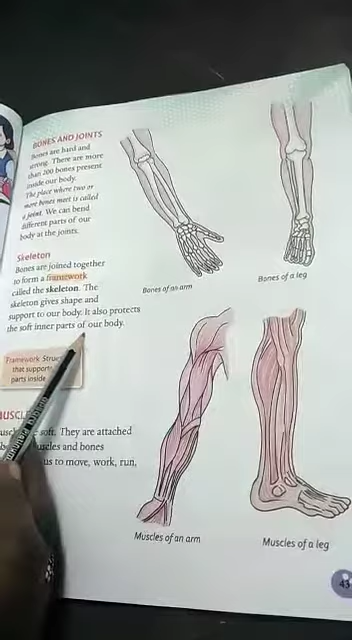 BONES AND JOINTS
Bones are hard and
strong. There are more
than 200 bones present
inside our body.
The place where two or
more bones meet is called
a joint. We can bend
different parts of our
body at the joints.
Skeleton
Bones are joined together
to form a framework
called the skeleton. The
skeleton gives shape and
support to our body. It also protects
the soft inner parts of our body.
Framework
that supports
parts inside
soft. They are attached
bones
us to move, work, run,
Bones of an arm
Bones of a leg
Muscles of an arm
Muscles of a leg
43